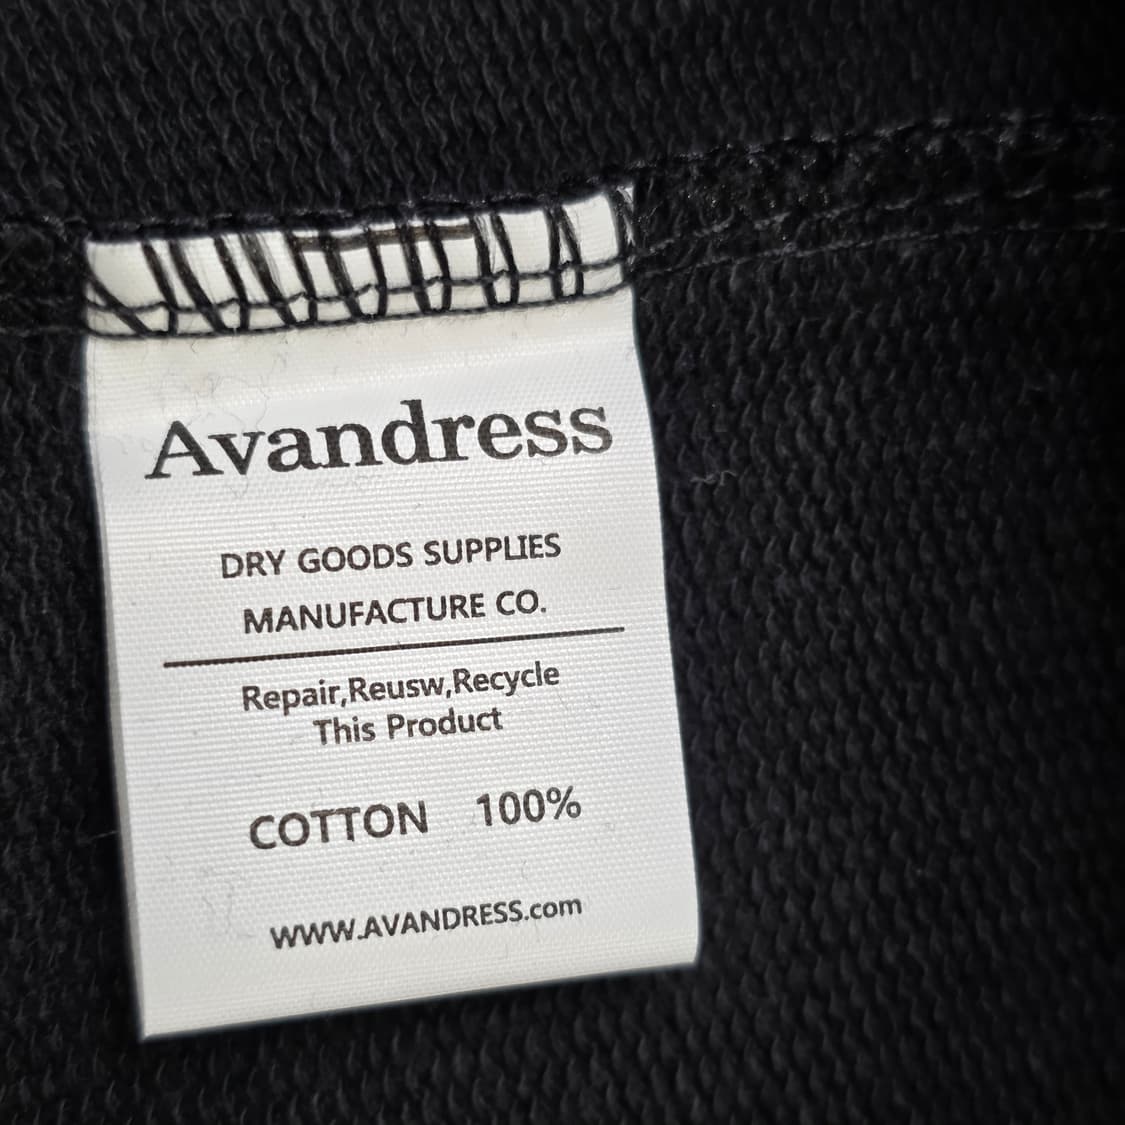 Avandress
DRY GOODS SUPPLIES
MANUFACTURE CO.
Repair,Reusw,Recycle
This Product
COTTON 100%
WWW.AVANDRESS.com